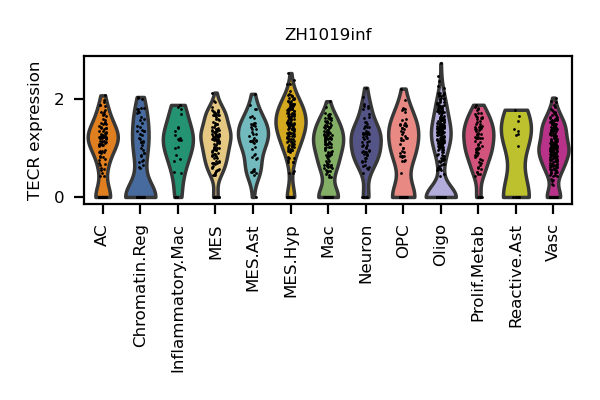 ZH1019inf
TECR expression
2
0
AC
Chromatin.Reg
Inflammatory.Mac
MES
MES.Ast
MES.Hyp
Mac
Neuron
OPC
Oligo
Prolif.Metab
Reactive.Ast
Vasc